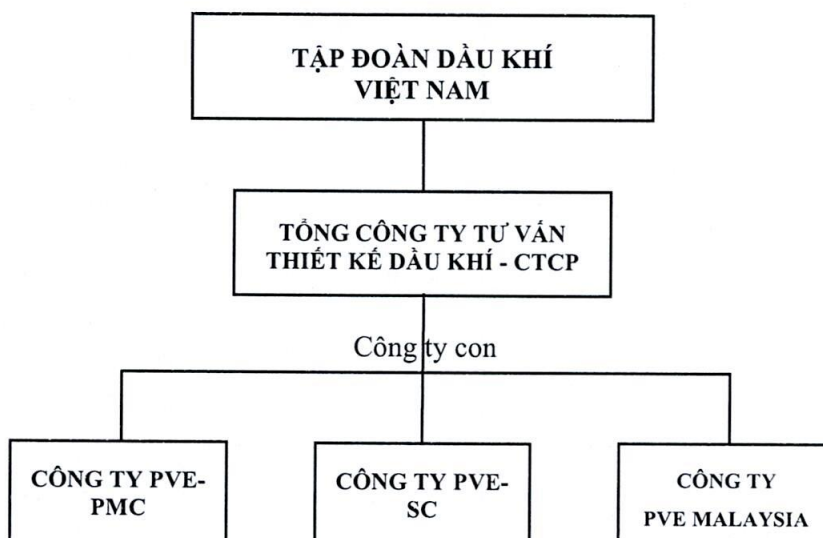 TẬP ĐOÀN DẦU KHÍ
VIỆT NAM
TỔNG CÔNG TY TƯ VẤN
THIẾT KẾ DẦU KHÍ - CTCP
Công ty con
CÔNG TY PVE-
PMC
CÔNG TY PVE-
SC
CÔNG TY
PVE MALAYSIA